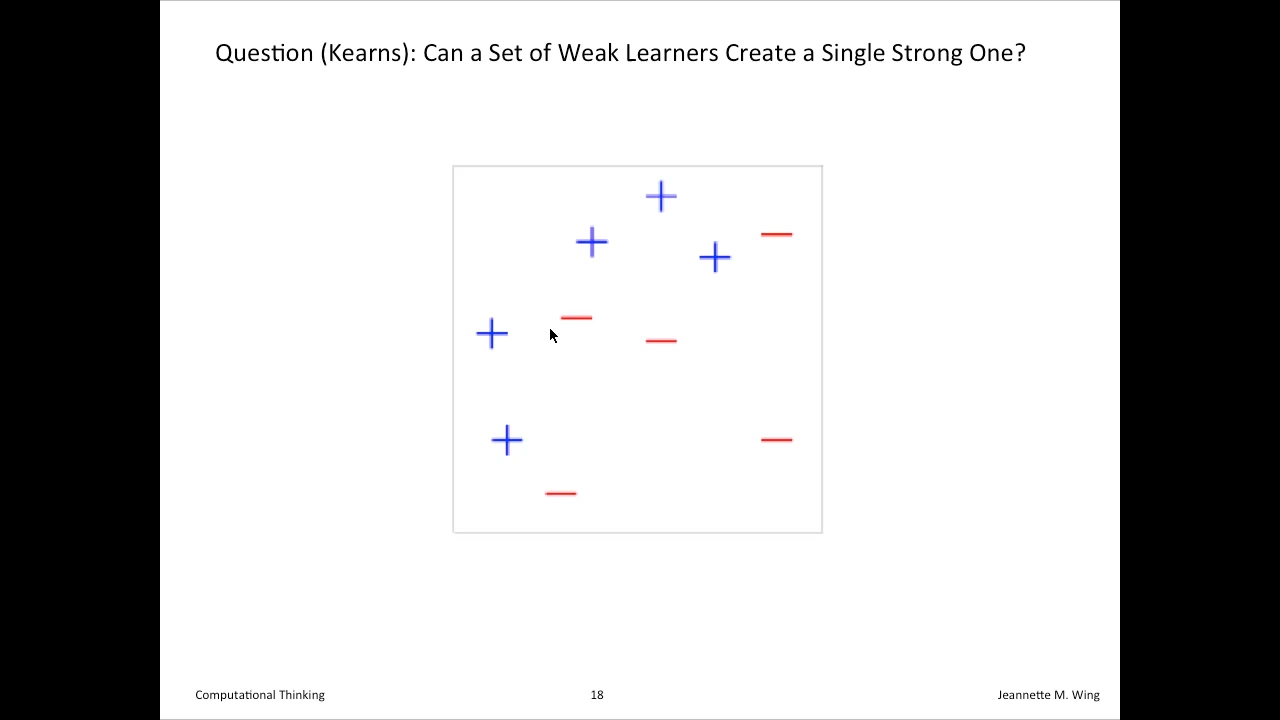 Question (Kearns): Can a Set of Weak Learners Create a Single Strong One?
Computational Thinking
18
Jeannette M. Wing